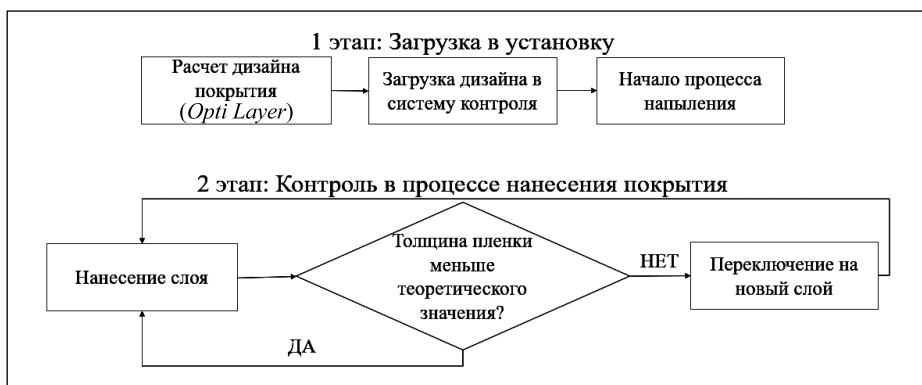 1 этап: Загрузка в установку
Расчет дизайна
покрытия
(Opti Layer)
Загрузка дизайна в
систему контроля
Начало процесса
напыления
2 этап: Контроль в процессе нанесения покрытия
Нанесение слоя
Толщина пленки
меньше
теоретического
значения?
НЕТ
Переключение на
новый слой
ДА